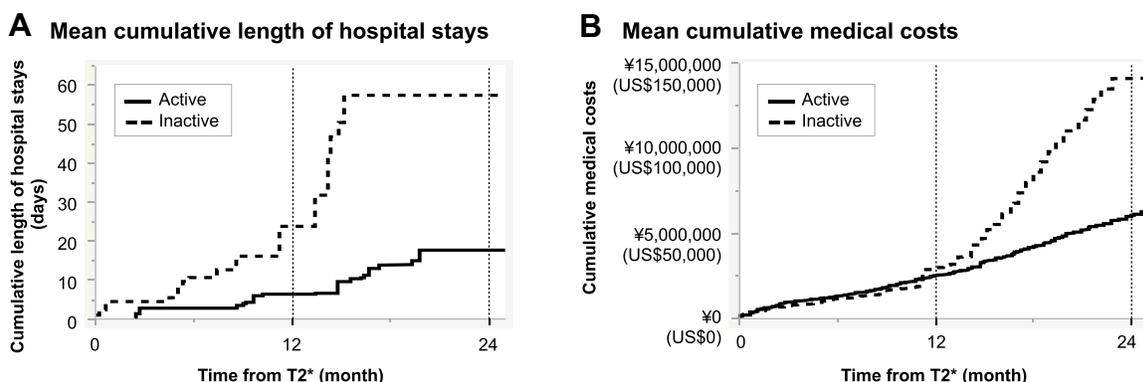 A Mean cumulative length of hospital stays
Cumulative length of hospital stays
(days)
60
50
40
30
20
10
0
Active
Inactive
0 12 24
Time from T2* (month)
B Mean cumulative medical costs
Cumulative medical costs
¥15,000,000
(US$150,000)
¥10,000,000
(US$100,000)
¥5,000,000
(US$50,000)
¥0
(US$0)
Active
Inactive
0 12 24
Time from T2* (month)